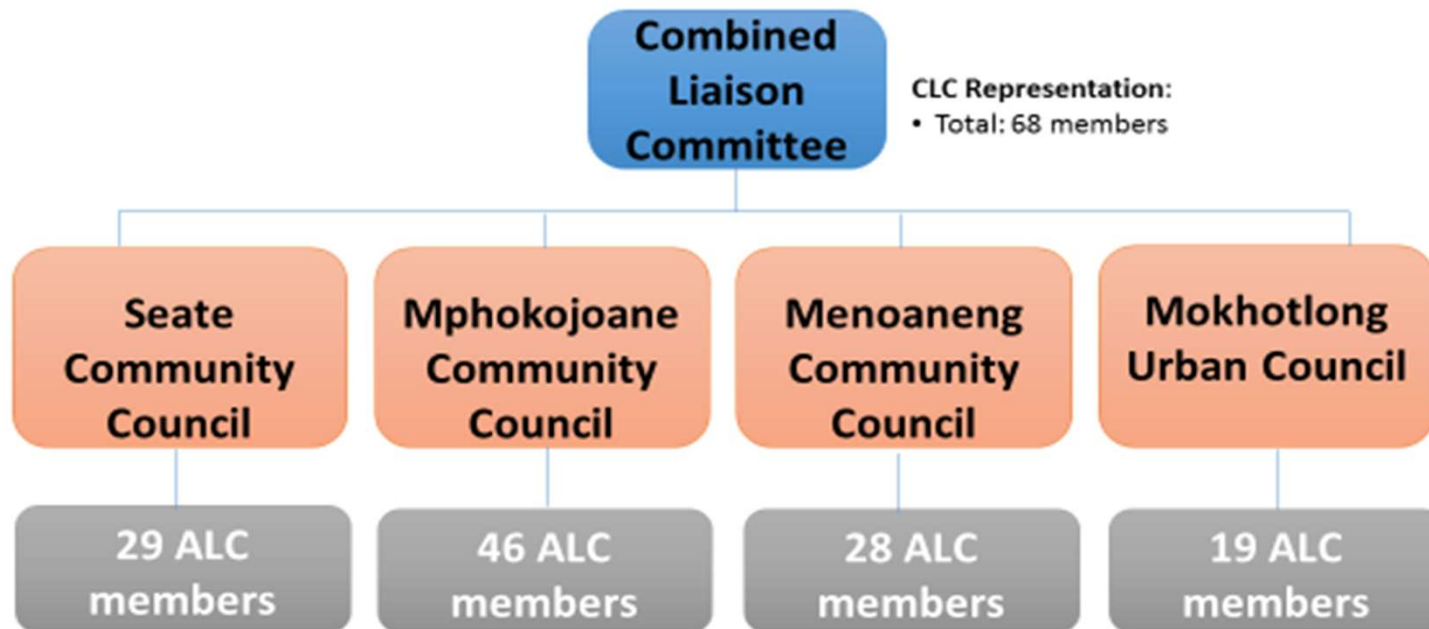 Combined
Liaison
Committee
CLC Representation:
• Total: 68 members
Seate
Community
Council
Mphokojoane
Community
Council
Menoaneng
Community
Council
Mokhotlong
Urban Council
29 ALC
members
46 ALC
members
28 ALC
members
19 ALC
members